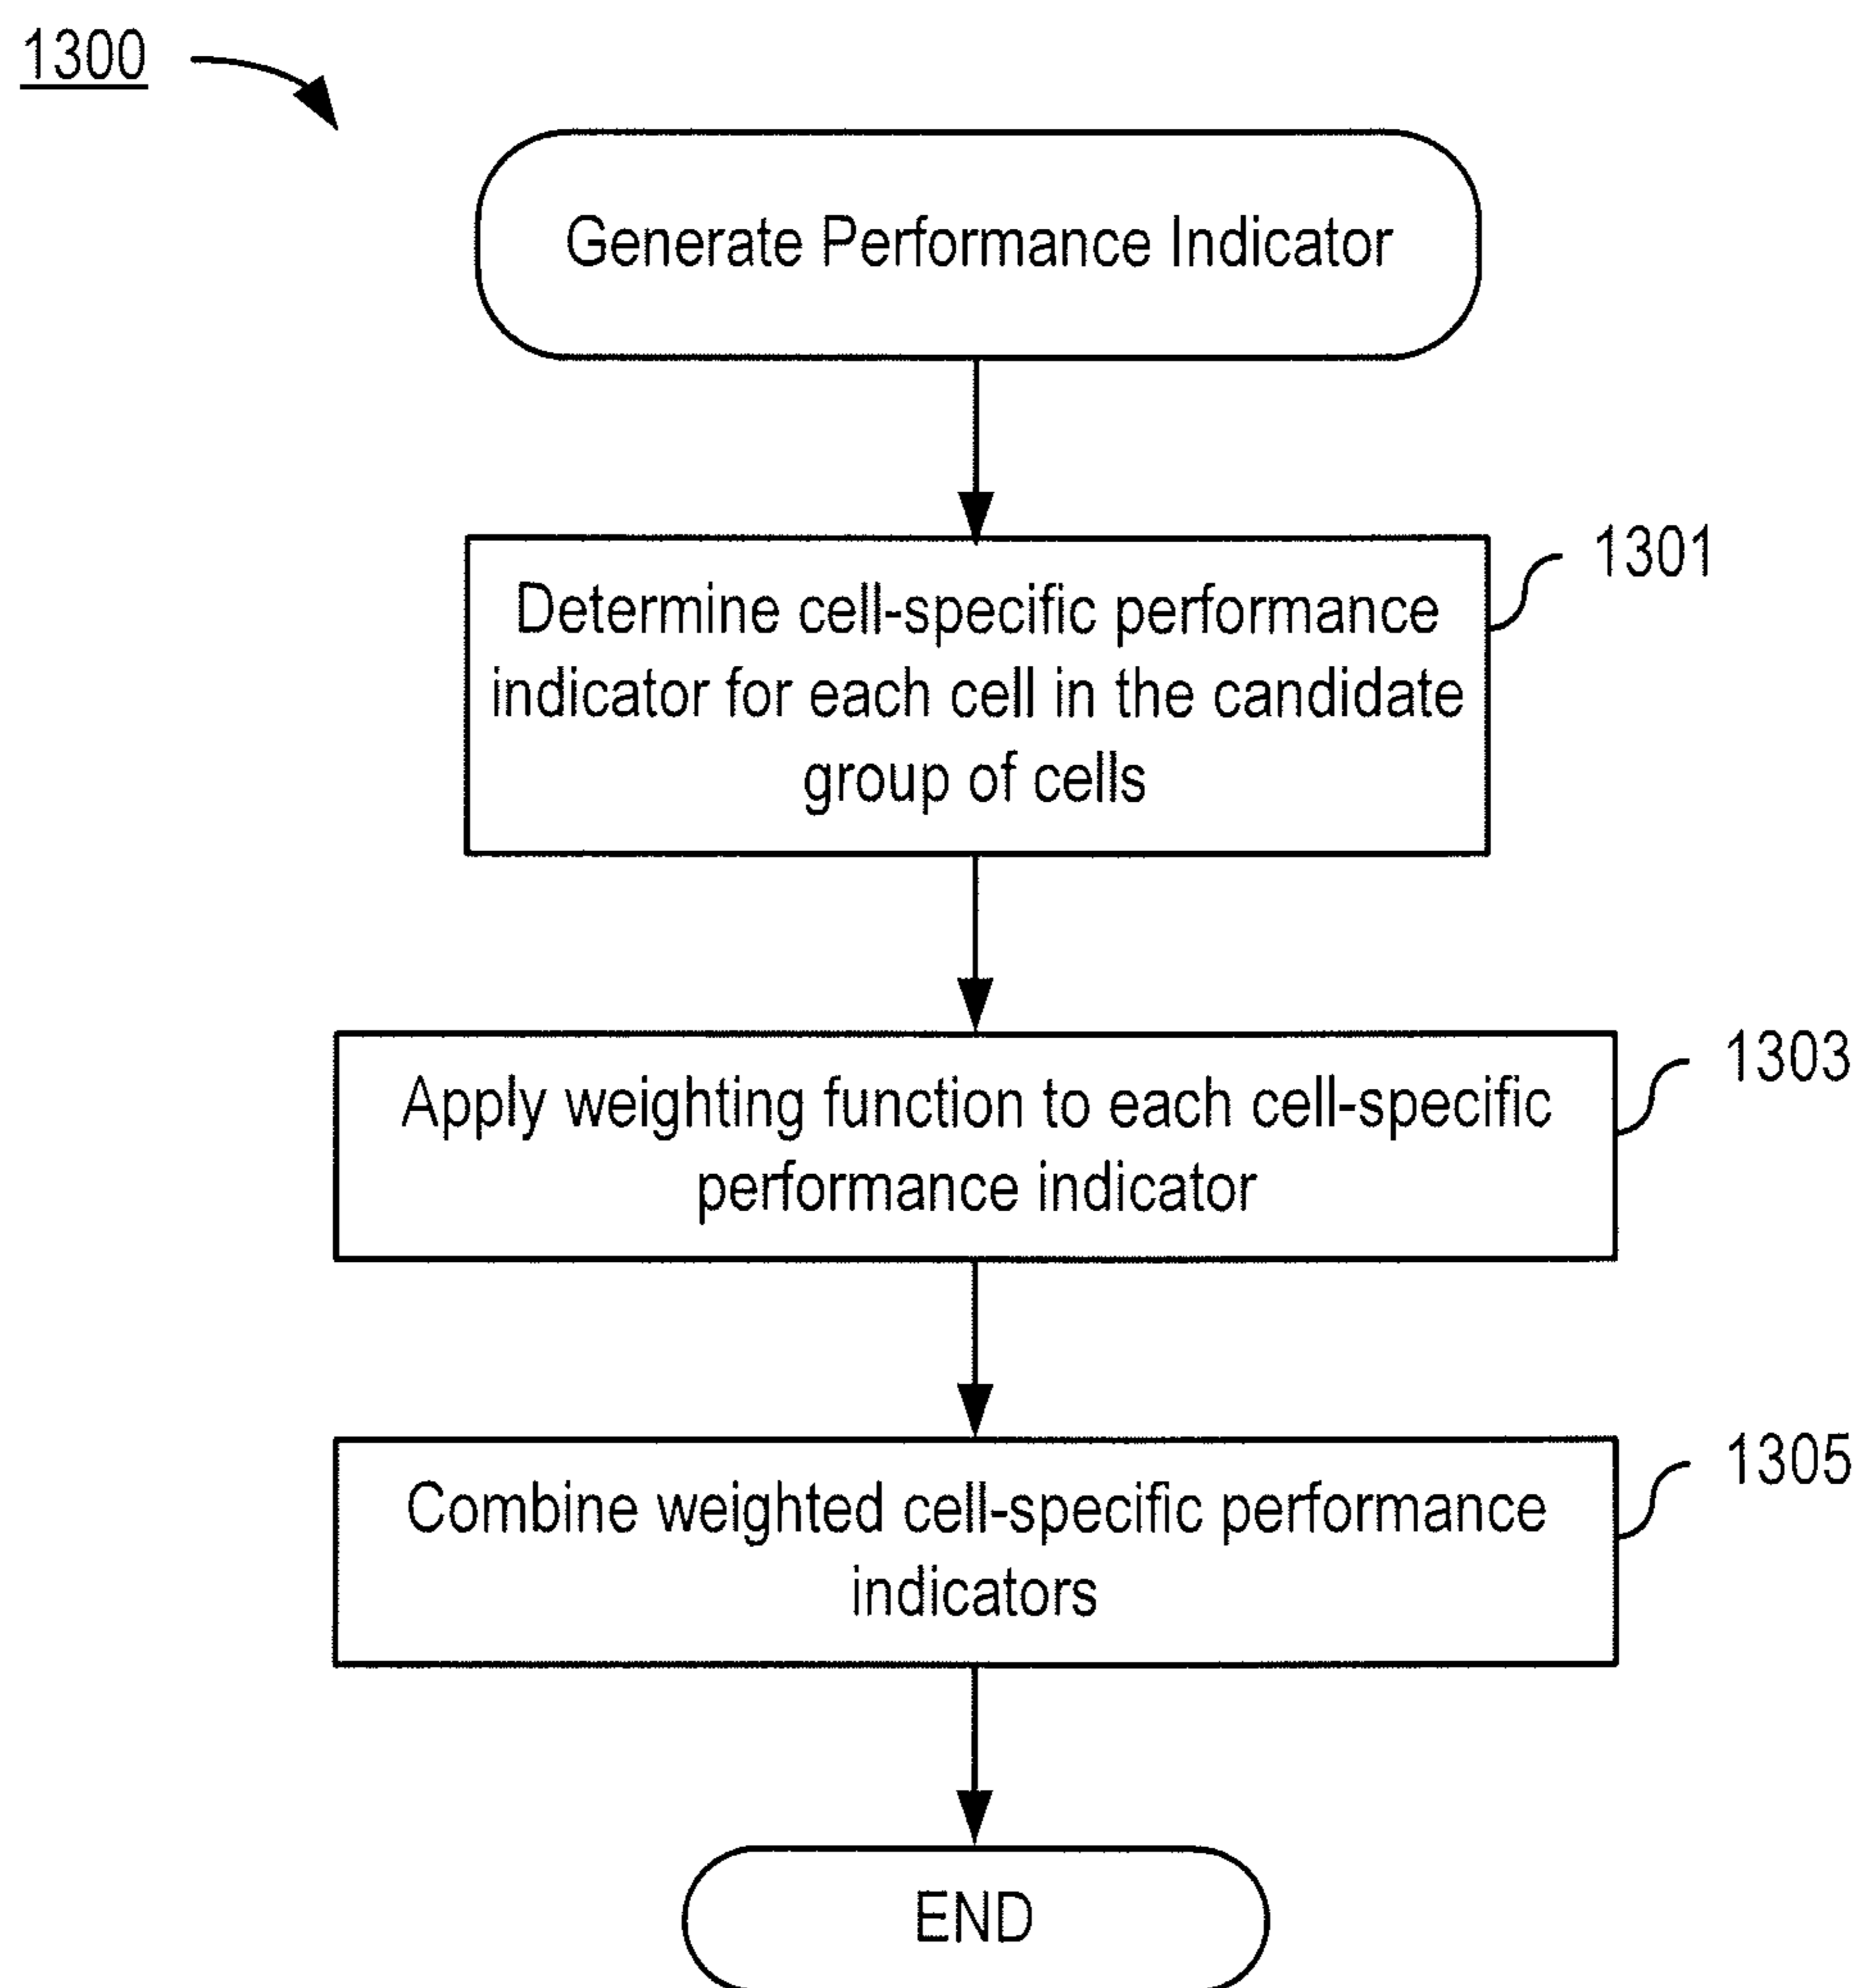 1300
Generate Performance Indicator
1301
Determine cell-specific performance
indicator for each cell in the candidate
group of cells
1303
Apply weighting function to each cell-specific
performance indicator
1305
Combine weighted cell-specific performance
indicators
END